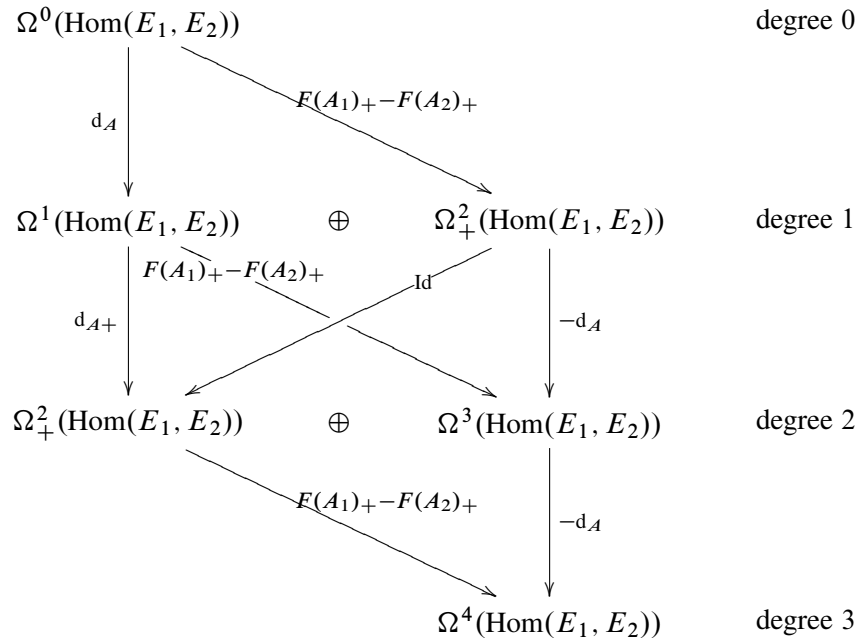 Ω⁰(Hom(E₁, E₂)) degree 0
d_A F(A₁)₊−F(A₂)₊
Ω¹(Hom(E₁, E₂)) ⊕ Ω²₊(Hom(E₁, E₂)) degree 1
F(A₁)₊−F(A₂)₊ Id
d_A₊ −d_A
Ω²₊(Hom(E₁, E₂)) ⊕ Ω³(Hom(E₁, E₂)) degree 2
F(A₁)₊−F(A₂)₊ −d_A
Ω⁴(Hom(E₁, E₂)) degree 3